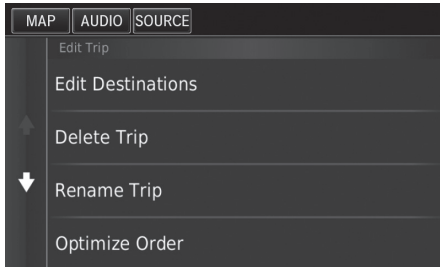 MAP AUDIO SOURCE
Edit Trip
Edit Destinations
Delete Trip
Rename Trip
Optimize Order